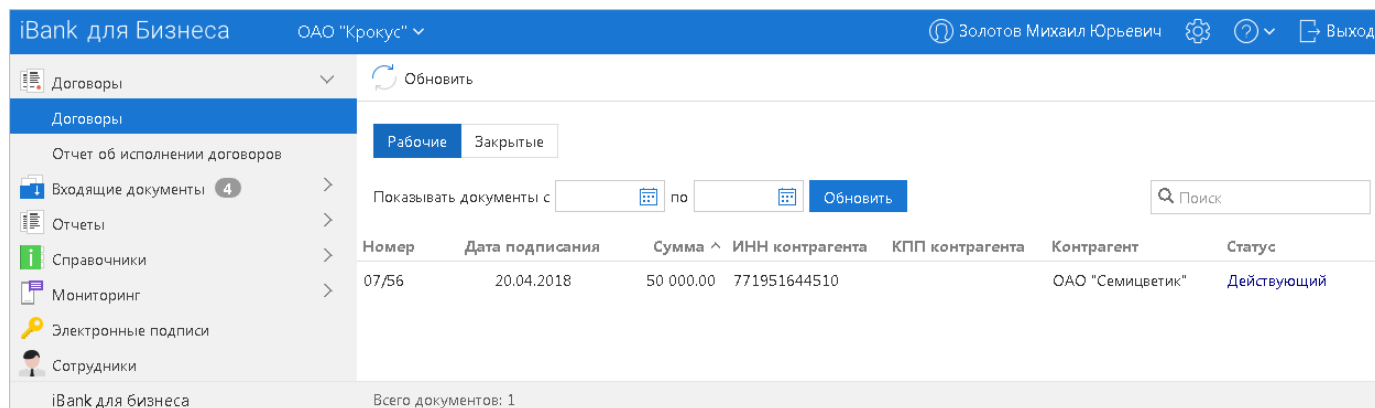 iBank для Бизнеса ОАО "Крокус" Золотов Михаил Юрьевич Выход
Договоры
Обновить
Договоры
Отчет об исполнении договоров
Рабочие Закрытые
Входящие документы 4
Показывать документы с по Обновить Поиск
Отчеты
Номер Дата подписания Сумма ИНН контрагента КПП контрагента Контрагент Статус
Справочники
07/56 20.04.2018 50 000.00 771951644510 ОАО "Семицветик" Действующий
Мониторинг
Электронные подписи
Сотрудники
iBank для бизнеса Всего документов: 1